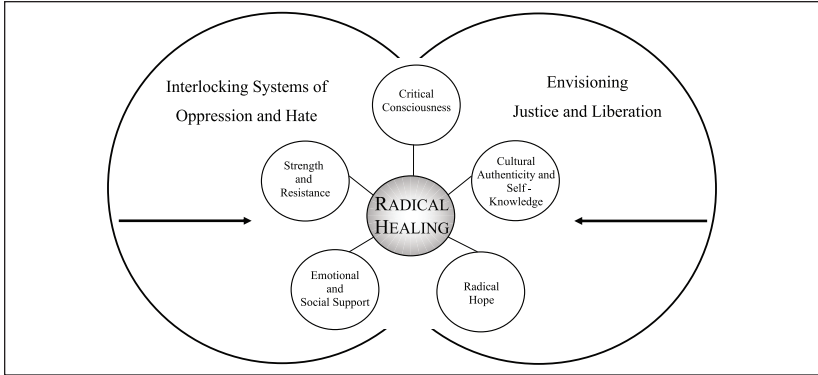 Interlocking Systems of
Oppression and Hate
Envisioning
Justice and Liberation
Critical
Consciousness
Strength
and
Resistance
Cultural
Authenticity and
Self -
Knowledge
RADICAL
HEALING
Emotional
and
Social Support
Radical
Hope